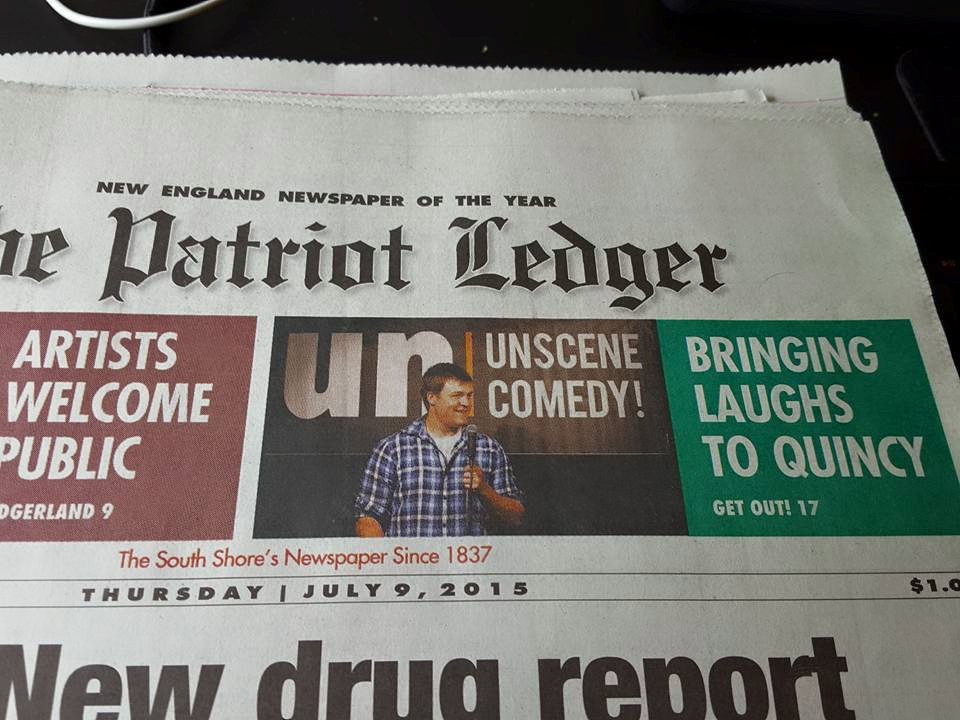 NEW ENGLAND NEWSPAPER OF THE YEAR
he Patriot Ledger
ARTISTS
WELCOME
PUBLIC
DGERLAND 9
un
UNSCENE
COMEDY!
BRINGING
LAUGHS
TO QUINCY
GET OUT! 17
The South Shore's Newspaper Since 1837
THURSDAY | JULY 9, 2015
$1.0
New drug report